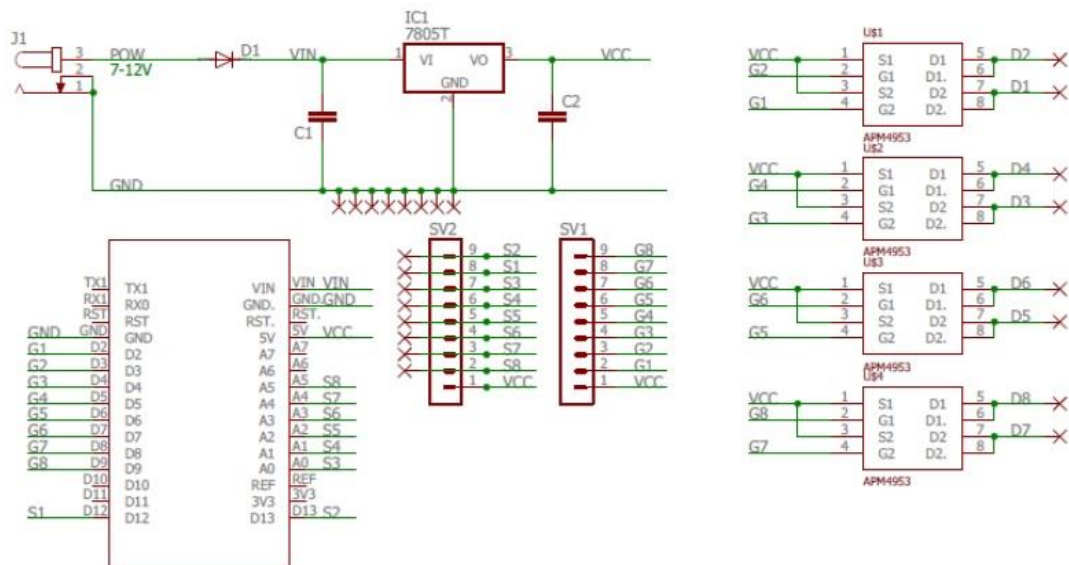 J1
3
2
1
POW
7-12V
D1
VIN
IC1
7805T
1
VI
VO
3
GND
2
VCC
C1
C2
GND
U$1
VCC
G2
G1
1
2
3
4
S1
G1
S2
G2
D1
D1.
D2
D2.
5
6
7
8
D2
D1
APM4953
U$2
VCC
G4
G3
1
2
3
4
S1
G1
S2
G2
D1
D1.
D2
D2.
5
6
7
8
D4
D3
APM4953
U$3
VCC
G6
G5
1
2
3
4
S1
G1
S2
G2
D1
D1.
D2
D2.
5
6
7
8
D6
D5
APM4953
U$4
VCC
G8
G7
1
2
3
4
S1
G1
S2
G2
D1
D1.
D2
D2.
5
6
7
8
D8
D7
APM4953
TX1 TX1 VIN VIN VIN
RX1 RX0 GND. GND. GND
RST RST RST. RST.
GND GND GND 5V 5V VCC
G1 D2 D2 A7 A7
G2 D3 D3 A6 A6
G3 D4 D4 A5 A5 S8
G4 D5 D5 A4 A4 S7
G5 D6 D6 A3 A3 S6
G6 D7 D7 A2 A2 S5
G7 D8 D8 A1 A1 S4
G8 D9 D9 A0 A0 S3
D10 D10 REF REF
D11 D11 3V3 3V3
S1 D12 D12 D13 D13 S2
SV2
9 S2
8 S1
7 S3
6 S4
5 S5
4 S6
3 S7
2 S8
1 VCC
SV1
9 G8
8 G7
7 G6
6 G5
5 G4
4 G3
3 G2
2 G1
1 VCC